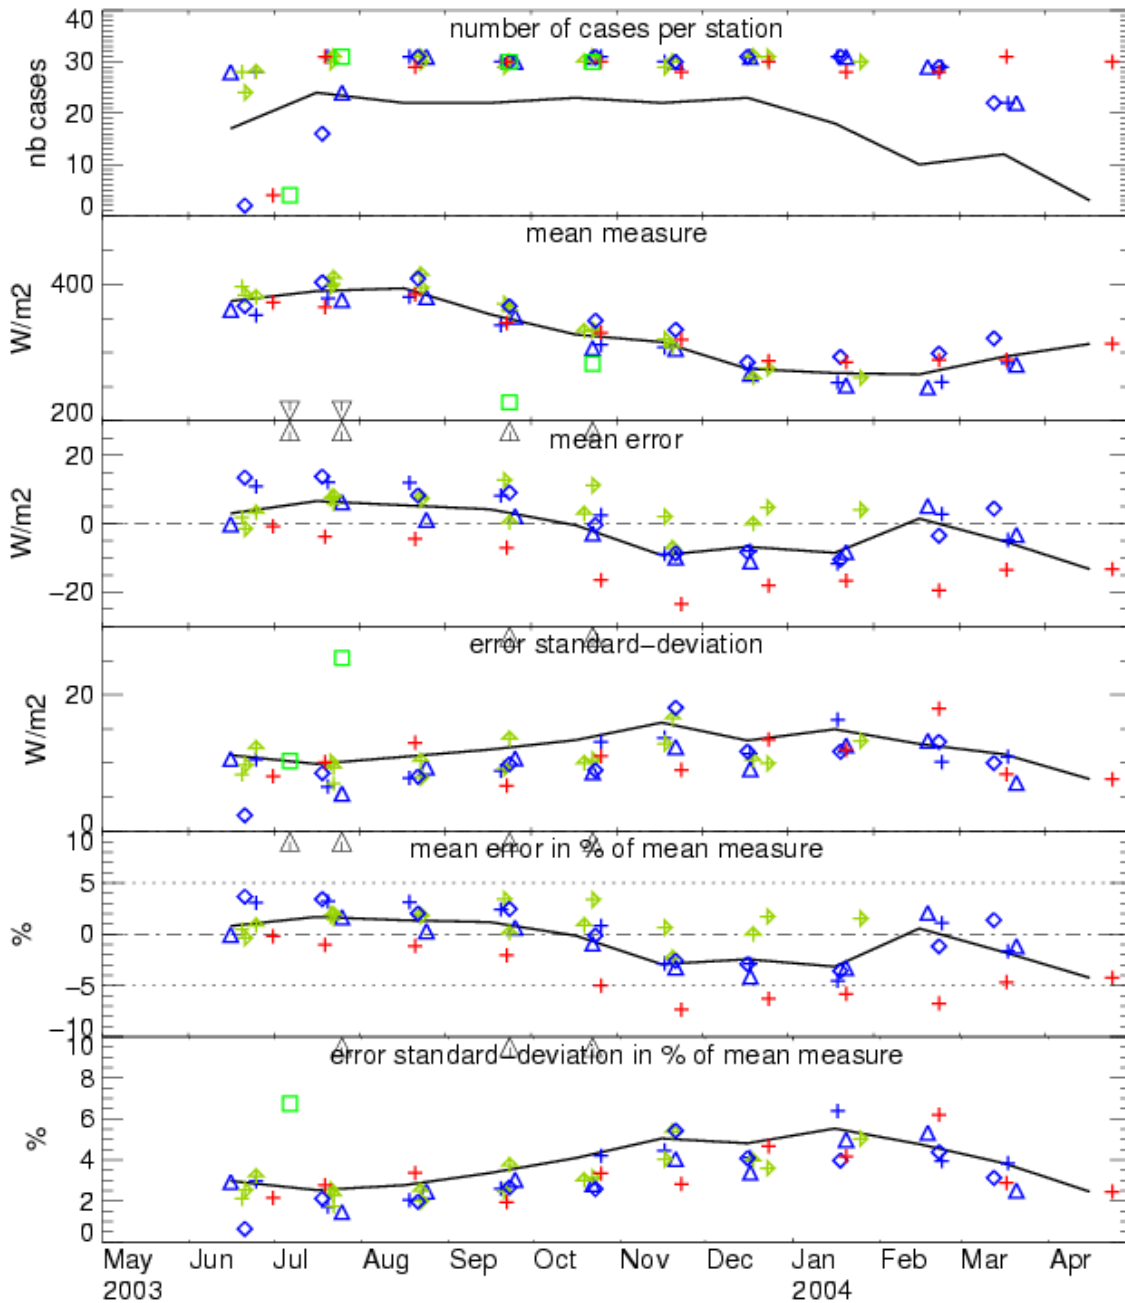 number of cases per station
40
30
20
10
0
nb cases
mean measure
400
200
W/m2
mean error
20
0
−20
W/m2
error standard−deviation
20
0
W/m2
mean error in % of mean measure
10
5
0
−5
−10
%
error standard−deviation in % of mean measure
10
8
6
4
2
0
%
May Jun Jul Aug Sep Oct Nov Dec Jan Feb Mar Apr
2003 2004